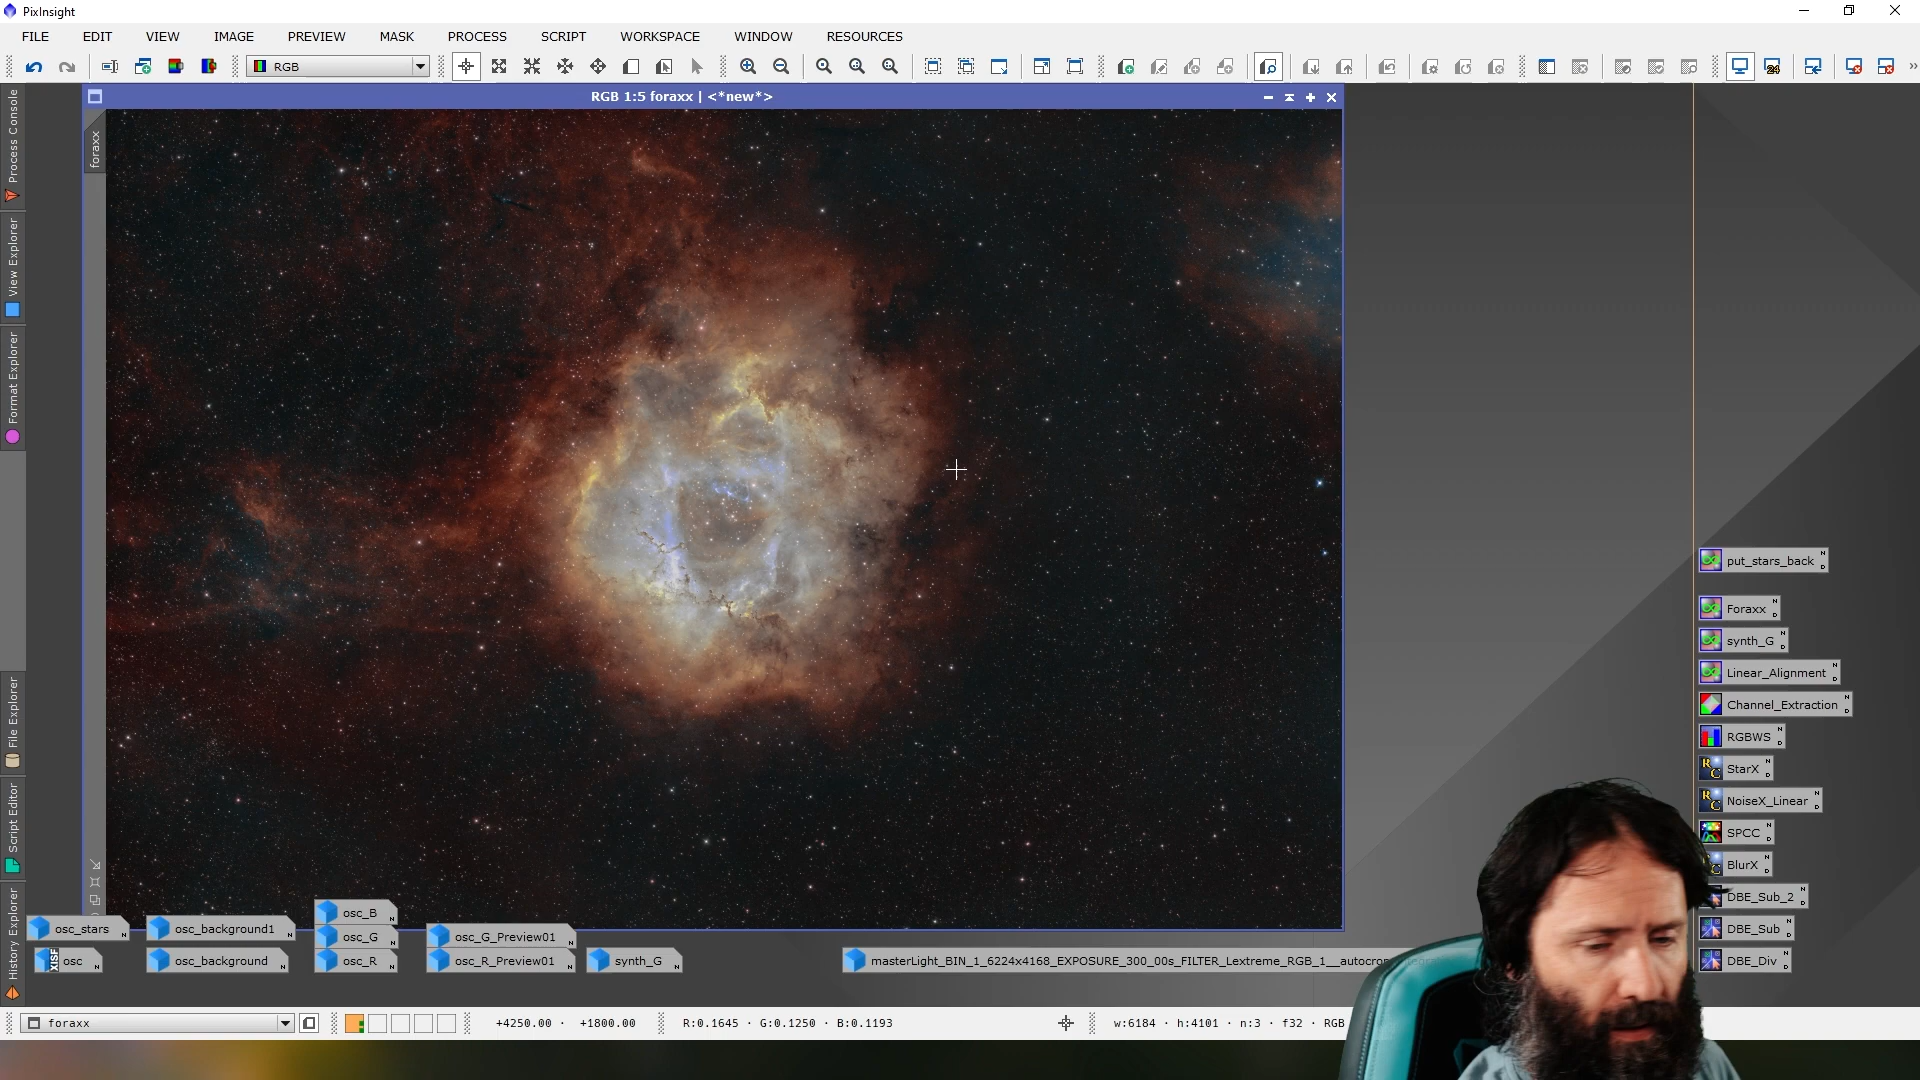 PixInsight
FILE EDIT VIEW IMAGE PREVIEW MASK PROCESS SCRIPT WORKSPACE WINDOW RESOURCES
RGB
24
RGB 1:5 foraxx | <*new*>
foraxx
Process Console
View Explorer
Format Explorer
File Explorer
Script Editor
History Explorer
put_stars_back
Foraxx
synth_G
Linear_Alignment
Channel_Extraction
RGBWS
StarX
NoiseX_Linear
SPCC
BlurX
DBE_Sub_2
DBE_Sub
DBE_Div
osc_B
osc_stars osc_background1 osc_G osc_G_Preview01
XISF osc osc_background osc_R osc_R_Preview01 synth_G masterLight_BIN_1_6224x4168_EXPOSURE_300_00s_FILTER_Lextreme_RGB_1__autocrop
foraxx +4250.00 · +1800.00 R:0.1645 · G:0.1250 · B:0.1193 w:6184 · h:4101 · n:3 · f32 · RGB